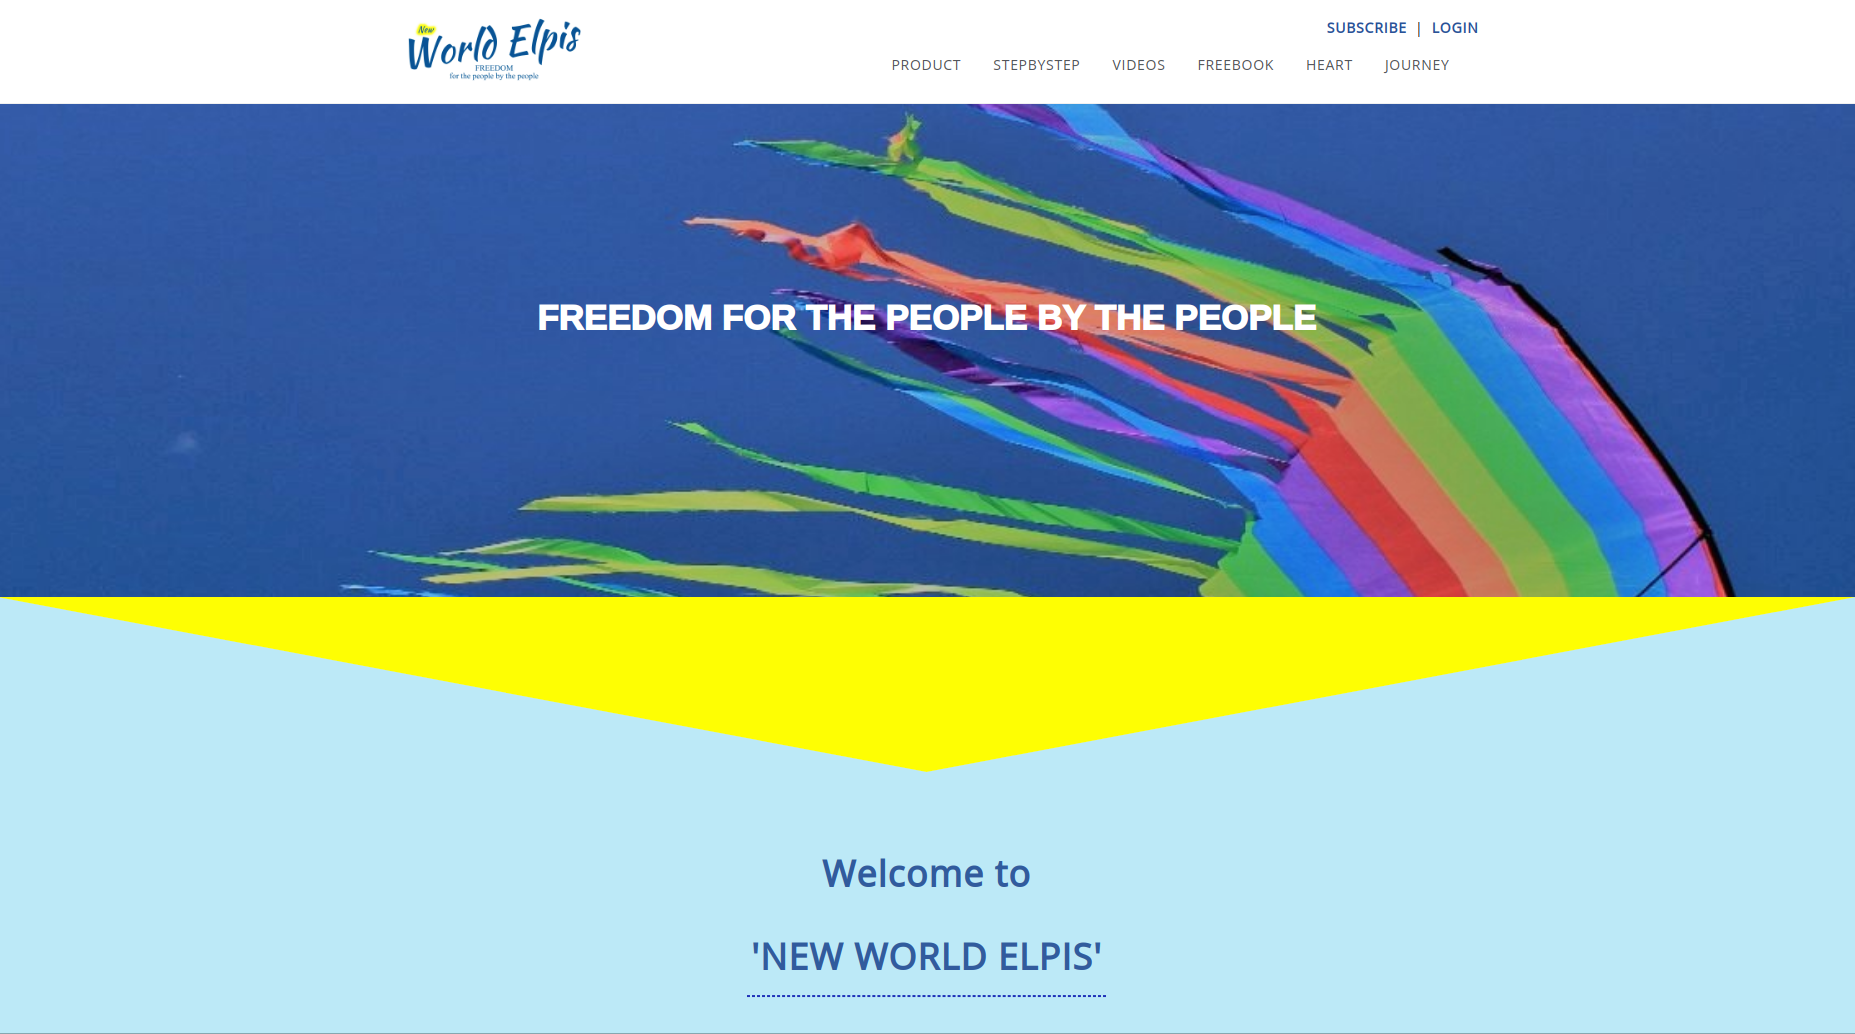 New
World Elpis
FREEDOM
for the people by the people
SUBSCRIBE | LOGIN
PRODUCT STEPBYSTEP VIDEOS FREEBOOK HEART JOURNEY
FREEDOM FOR THE PEOPLE BY THE PEOPLE
Welcome to
'NEW WORLD ELPIS'